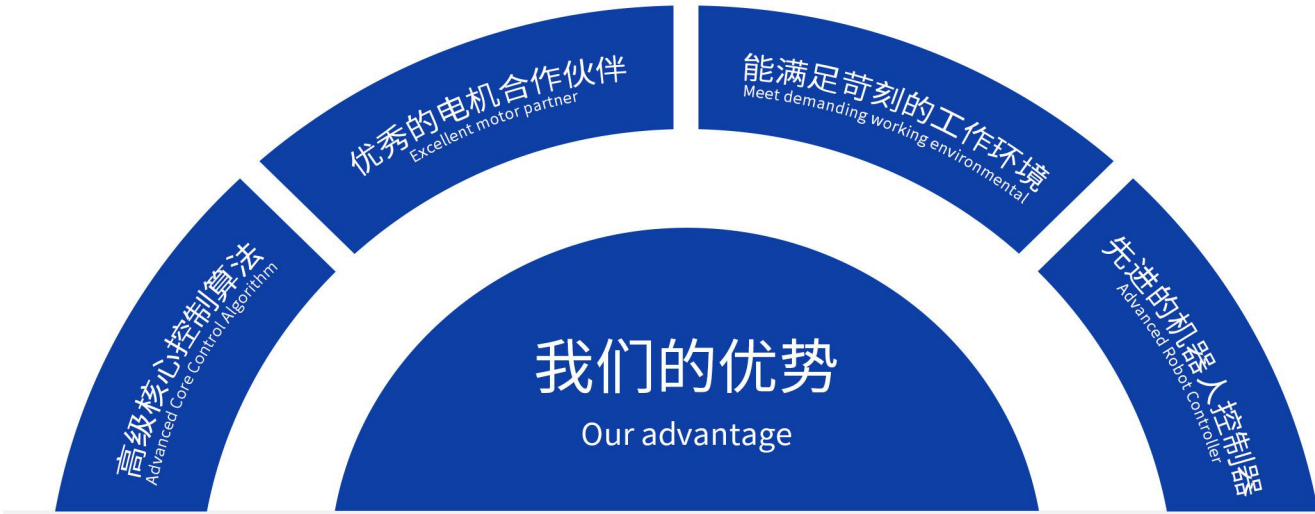 高级核心控制算法
Advanced Core Control Algorithm
优秀的电机合作伙伴
Excellent motor partner
能满足苛刻的工作环境
Meet demanding working environmental
先进的机器人控制器
Advanced Robot Controller
我们的优势
Our advantage